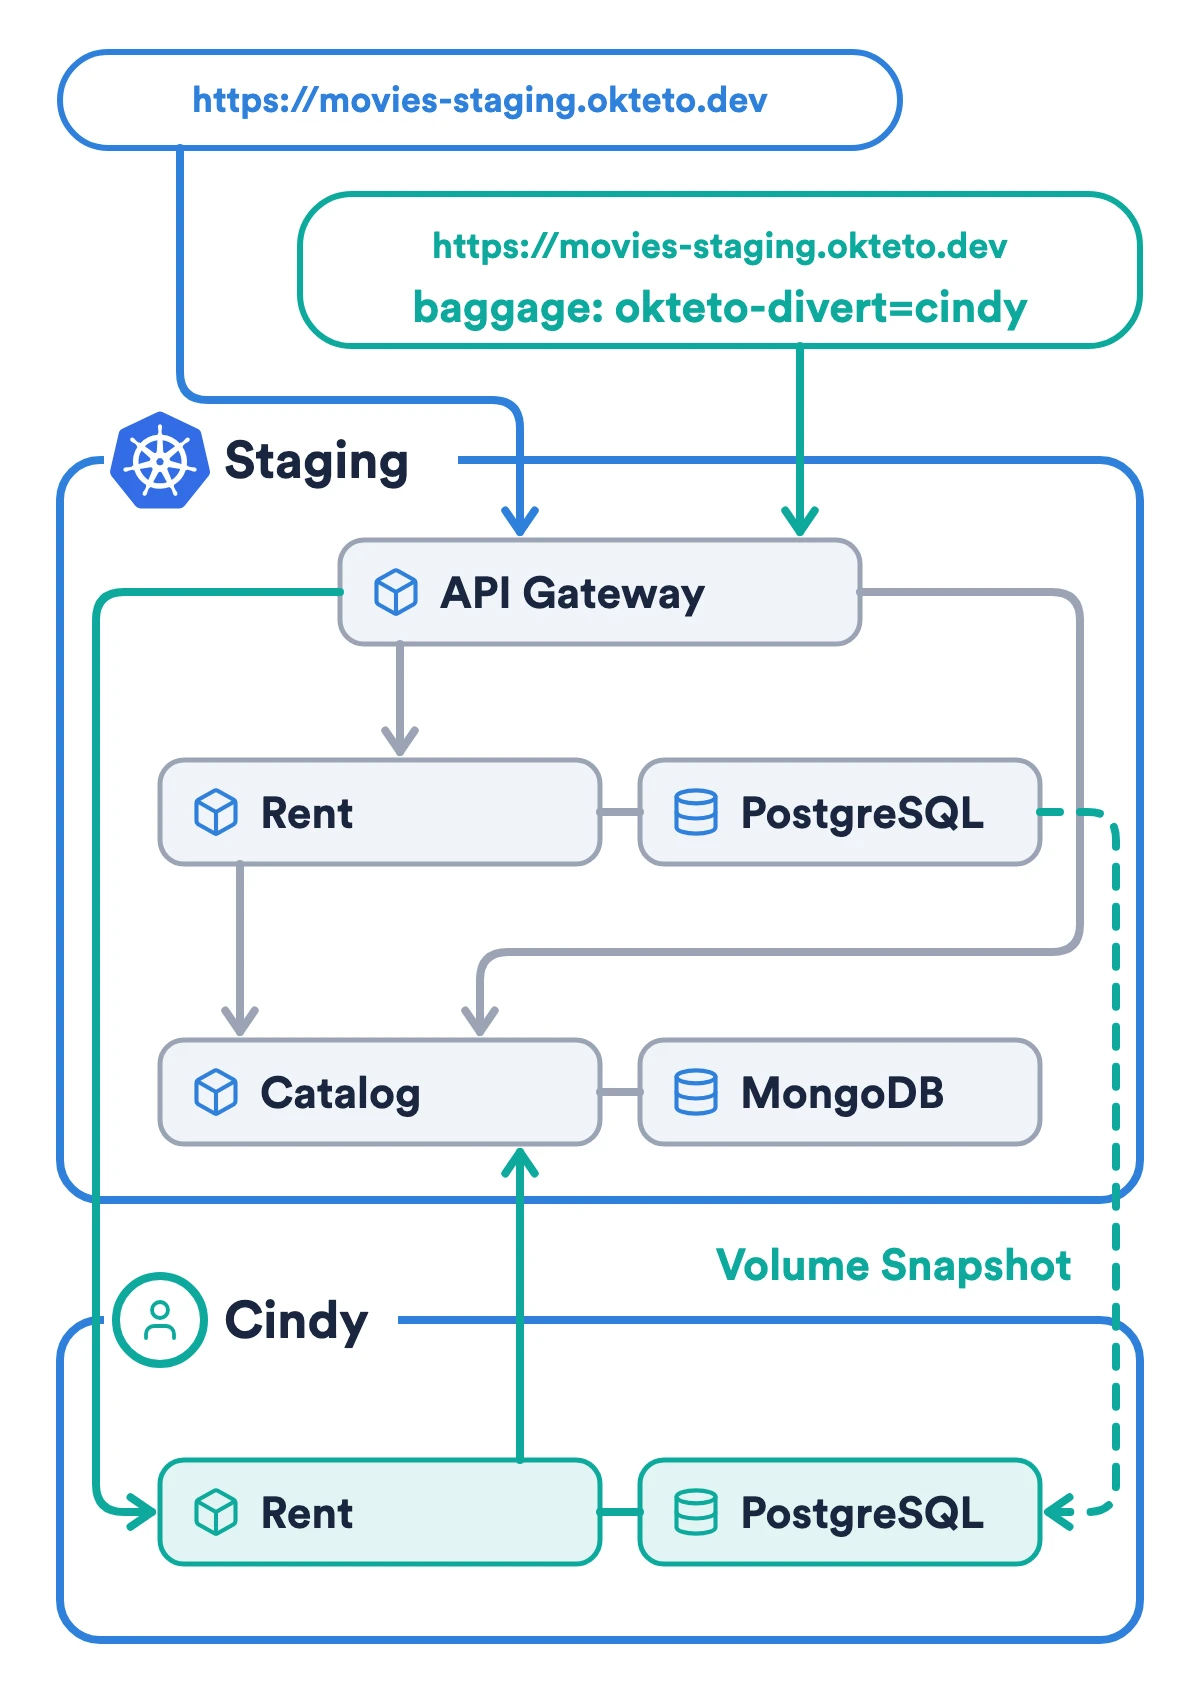 https://movies-staging.okteto.dev
https://movies-staging.okteto.dev
baggage: okteto-divert=cindy
Staging
API Gateway
Rent
PostgreSQL
Catalog
MongoDB
Volume Snapshot
Cindy
Rent
PostgreSQL